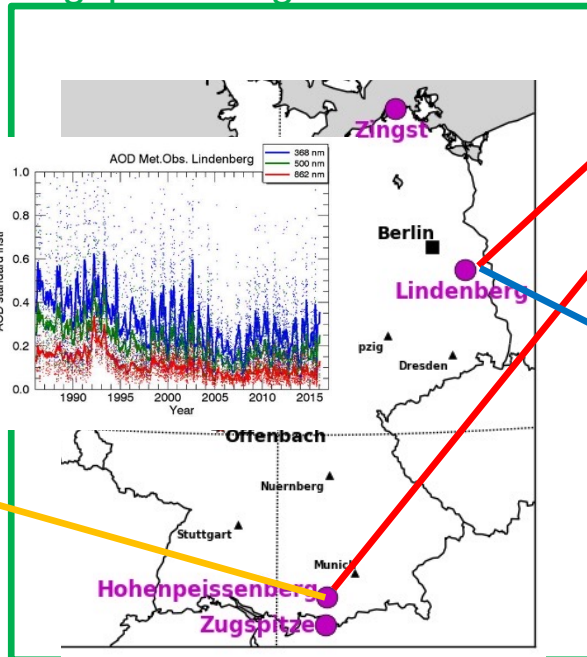 Zingst
AOD Met.Obs. Lindenberg
368 nm
500 nm
862 nm
1.0
0.8
0.6
0.4
0.2
0.0
1990 1995 2000 2005 2010 2015
Year
Berlin
Lindenberg
pzig
Dresden
Offenbach
Nuernberg
Stuttgart
Munich
Hohenpeissenberg
Zugspitze